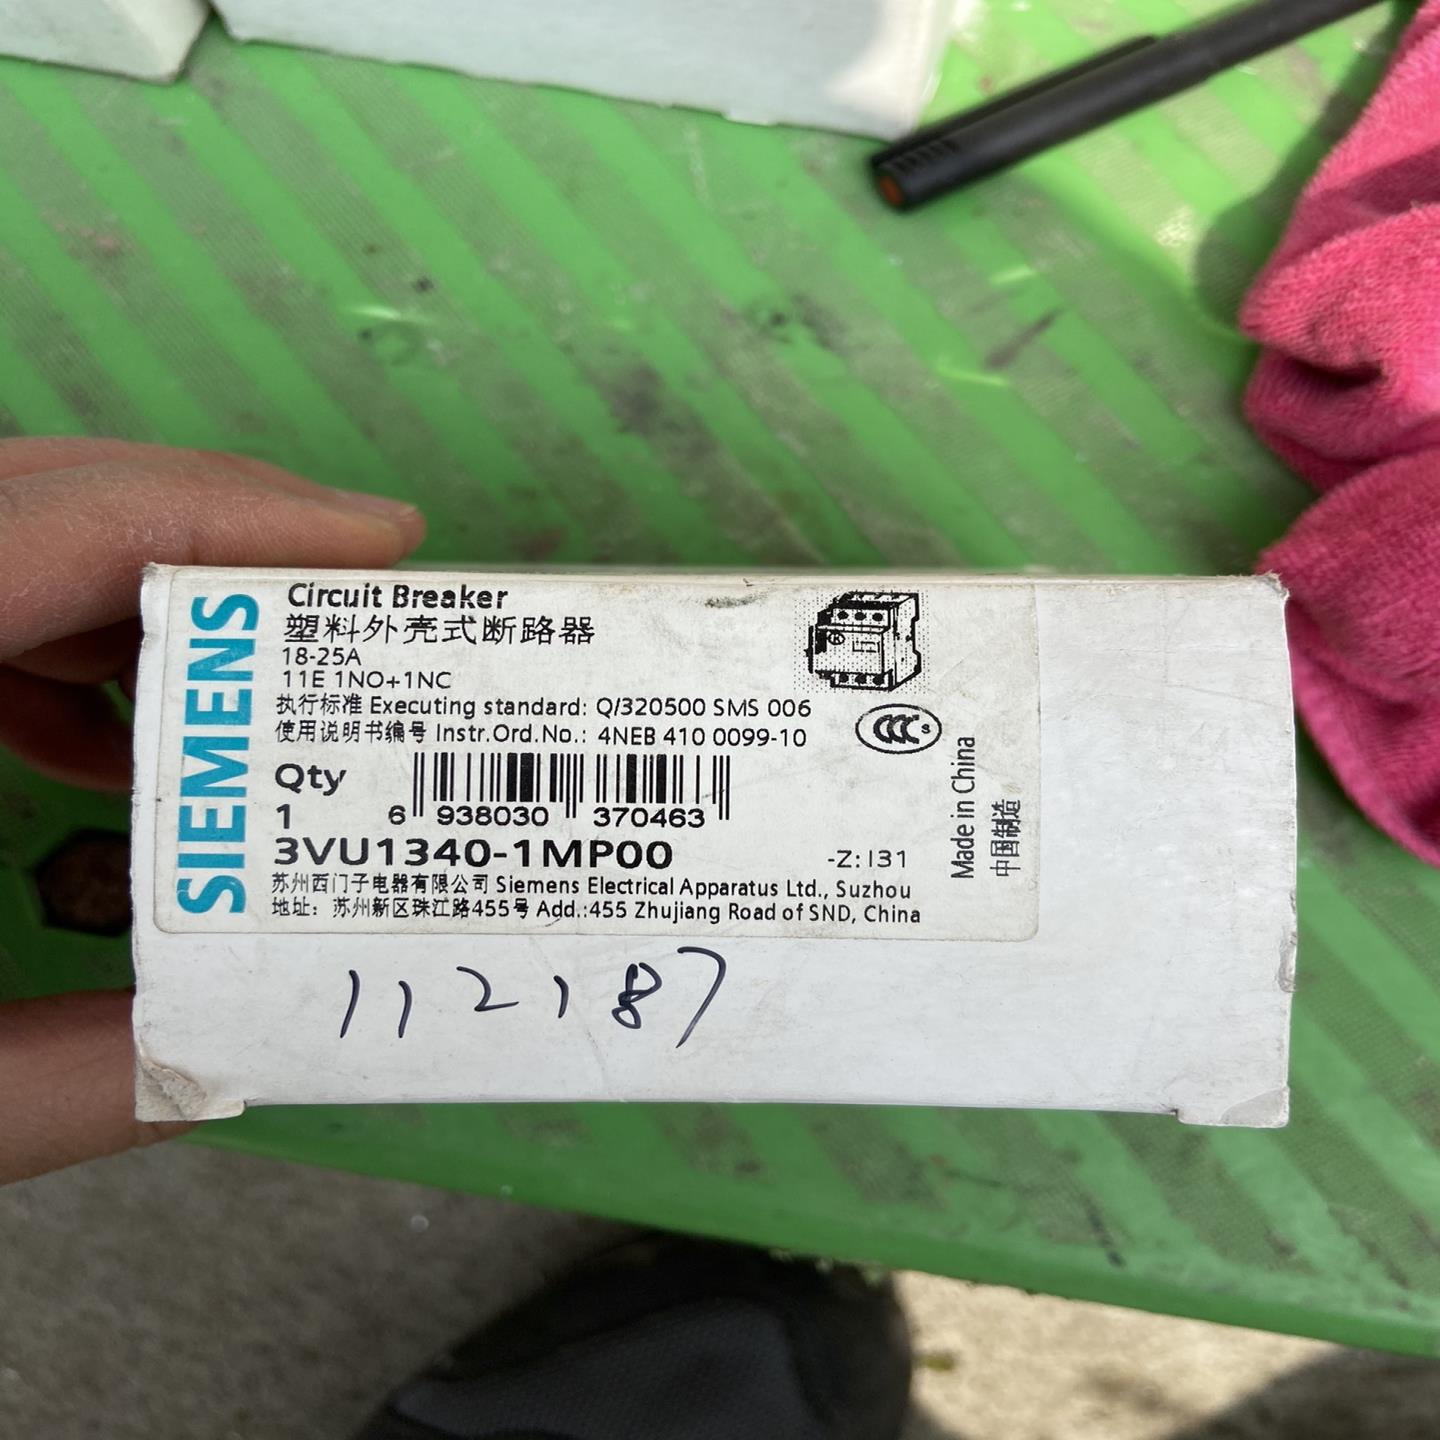 SIEMENS
Circuit Breaker
塑料外壳式断路器
18-25A
11E 1NO+1NC
执行标准 Executing standard: Q/320500 SMS 006
使用说明书编号 Instr.Ord.No.: 4NEB 410 0099-10
CCC S
Made in China
中国制造
Qty
1
6 938030 370463
3VU1340-1MP00
-Z: I31
苏州西门子电器有限公司 Siemens Electrical Apparatus Ltd., Suzhou
地址: 苏州新区珠江路455号 Add.:455 Zhujiang Road of SND, China
112187